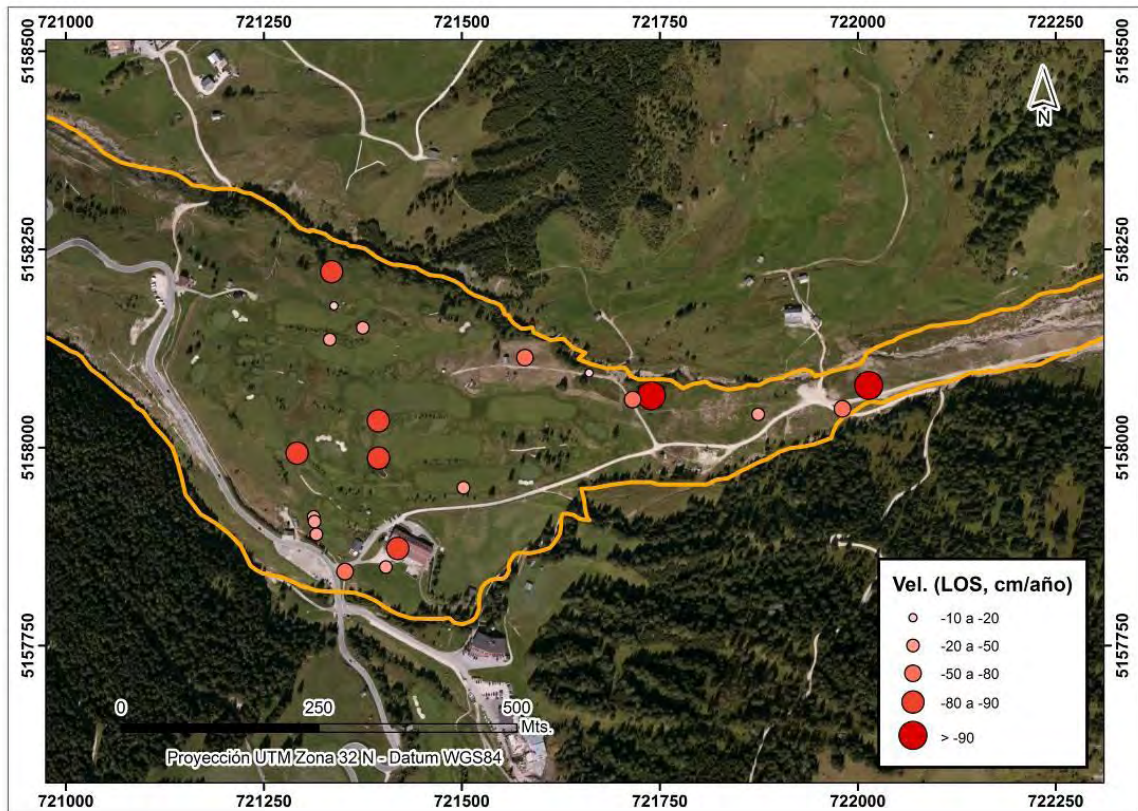 721000 721250 721500 721750 722000 722250
5158500 5158500
N
5158250 5158250
5158000 5158000
5157750 5157750
Vel. (LOS, cm/año)
-10 a -20
-20 a -50
-50 a -80
-80 a -90
> -90
0 250 500
Mts.
Proyección UTM Zona 32 N - Datum WGS84
721000 721250 721500 721750 722000 722250